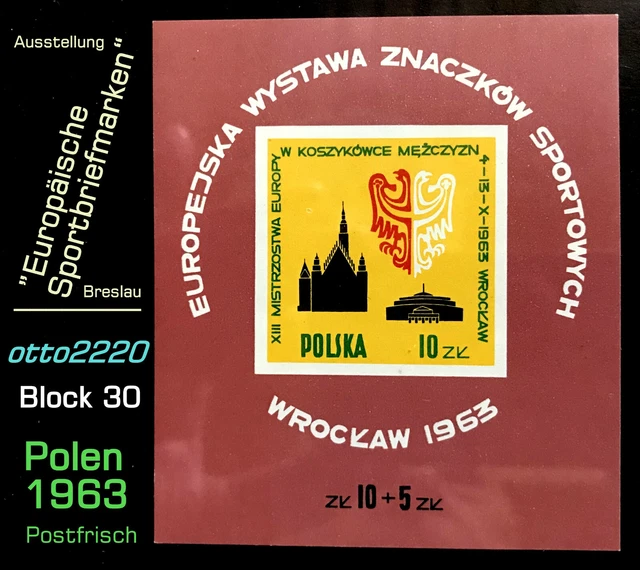 Ausstellung
"Europäische
Sportbriefmarken"
Breslau
otto2220
Block 30
Polen
1963
Postfrisch
EUROPEJSKA WYSTAWA ZNACZKÓW SPORTOWYCH
XIII MISTRZOSTWA EUROPY
W KOSZYKÓWCE MĘŻCZYZN
4-13-X-1963 WROCŁAW
POLSKA 10 ZŁ
WROCŁAW 1963
ZŁ 10+5 ZŁ